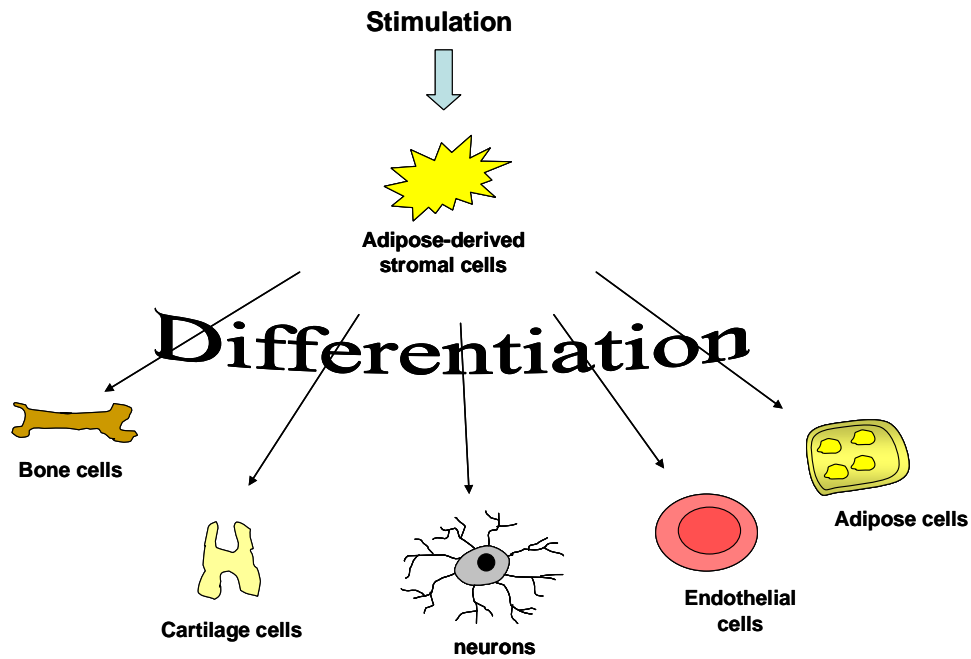 Stimulation
Adipose-derived
stromal cells
Differentiation
Bone cells
Adipose cells
Cartilage cells
neurons
Endothelial
cells